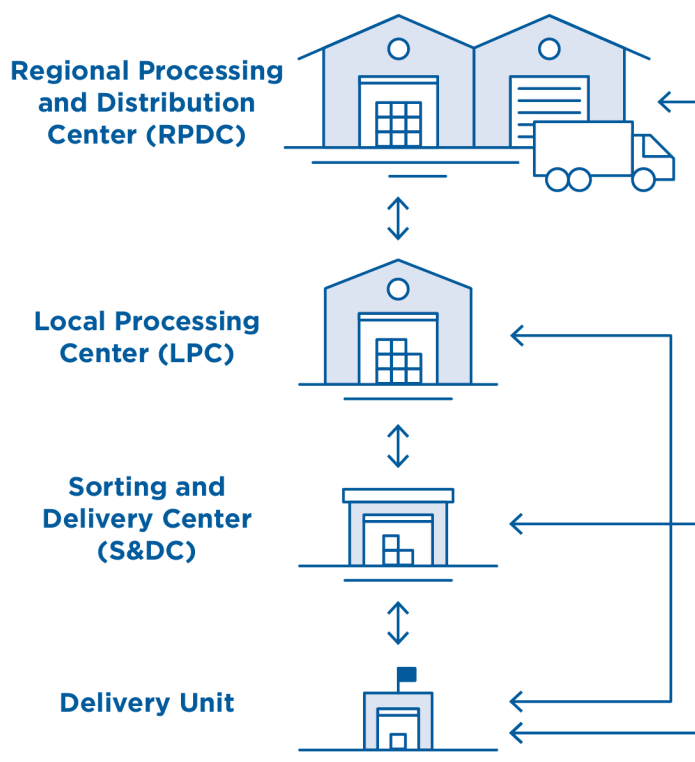 Regional Processing
and Distribution
Center (RPDC)
Local Processing
Center (LPC)
Sorting and
Delivery Center
(S&DC)
Delivery Unit